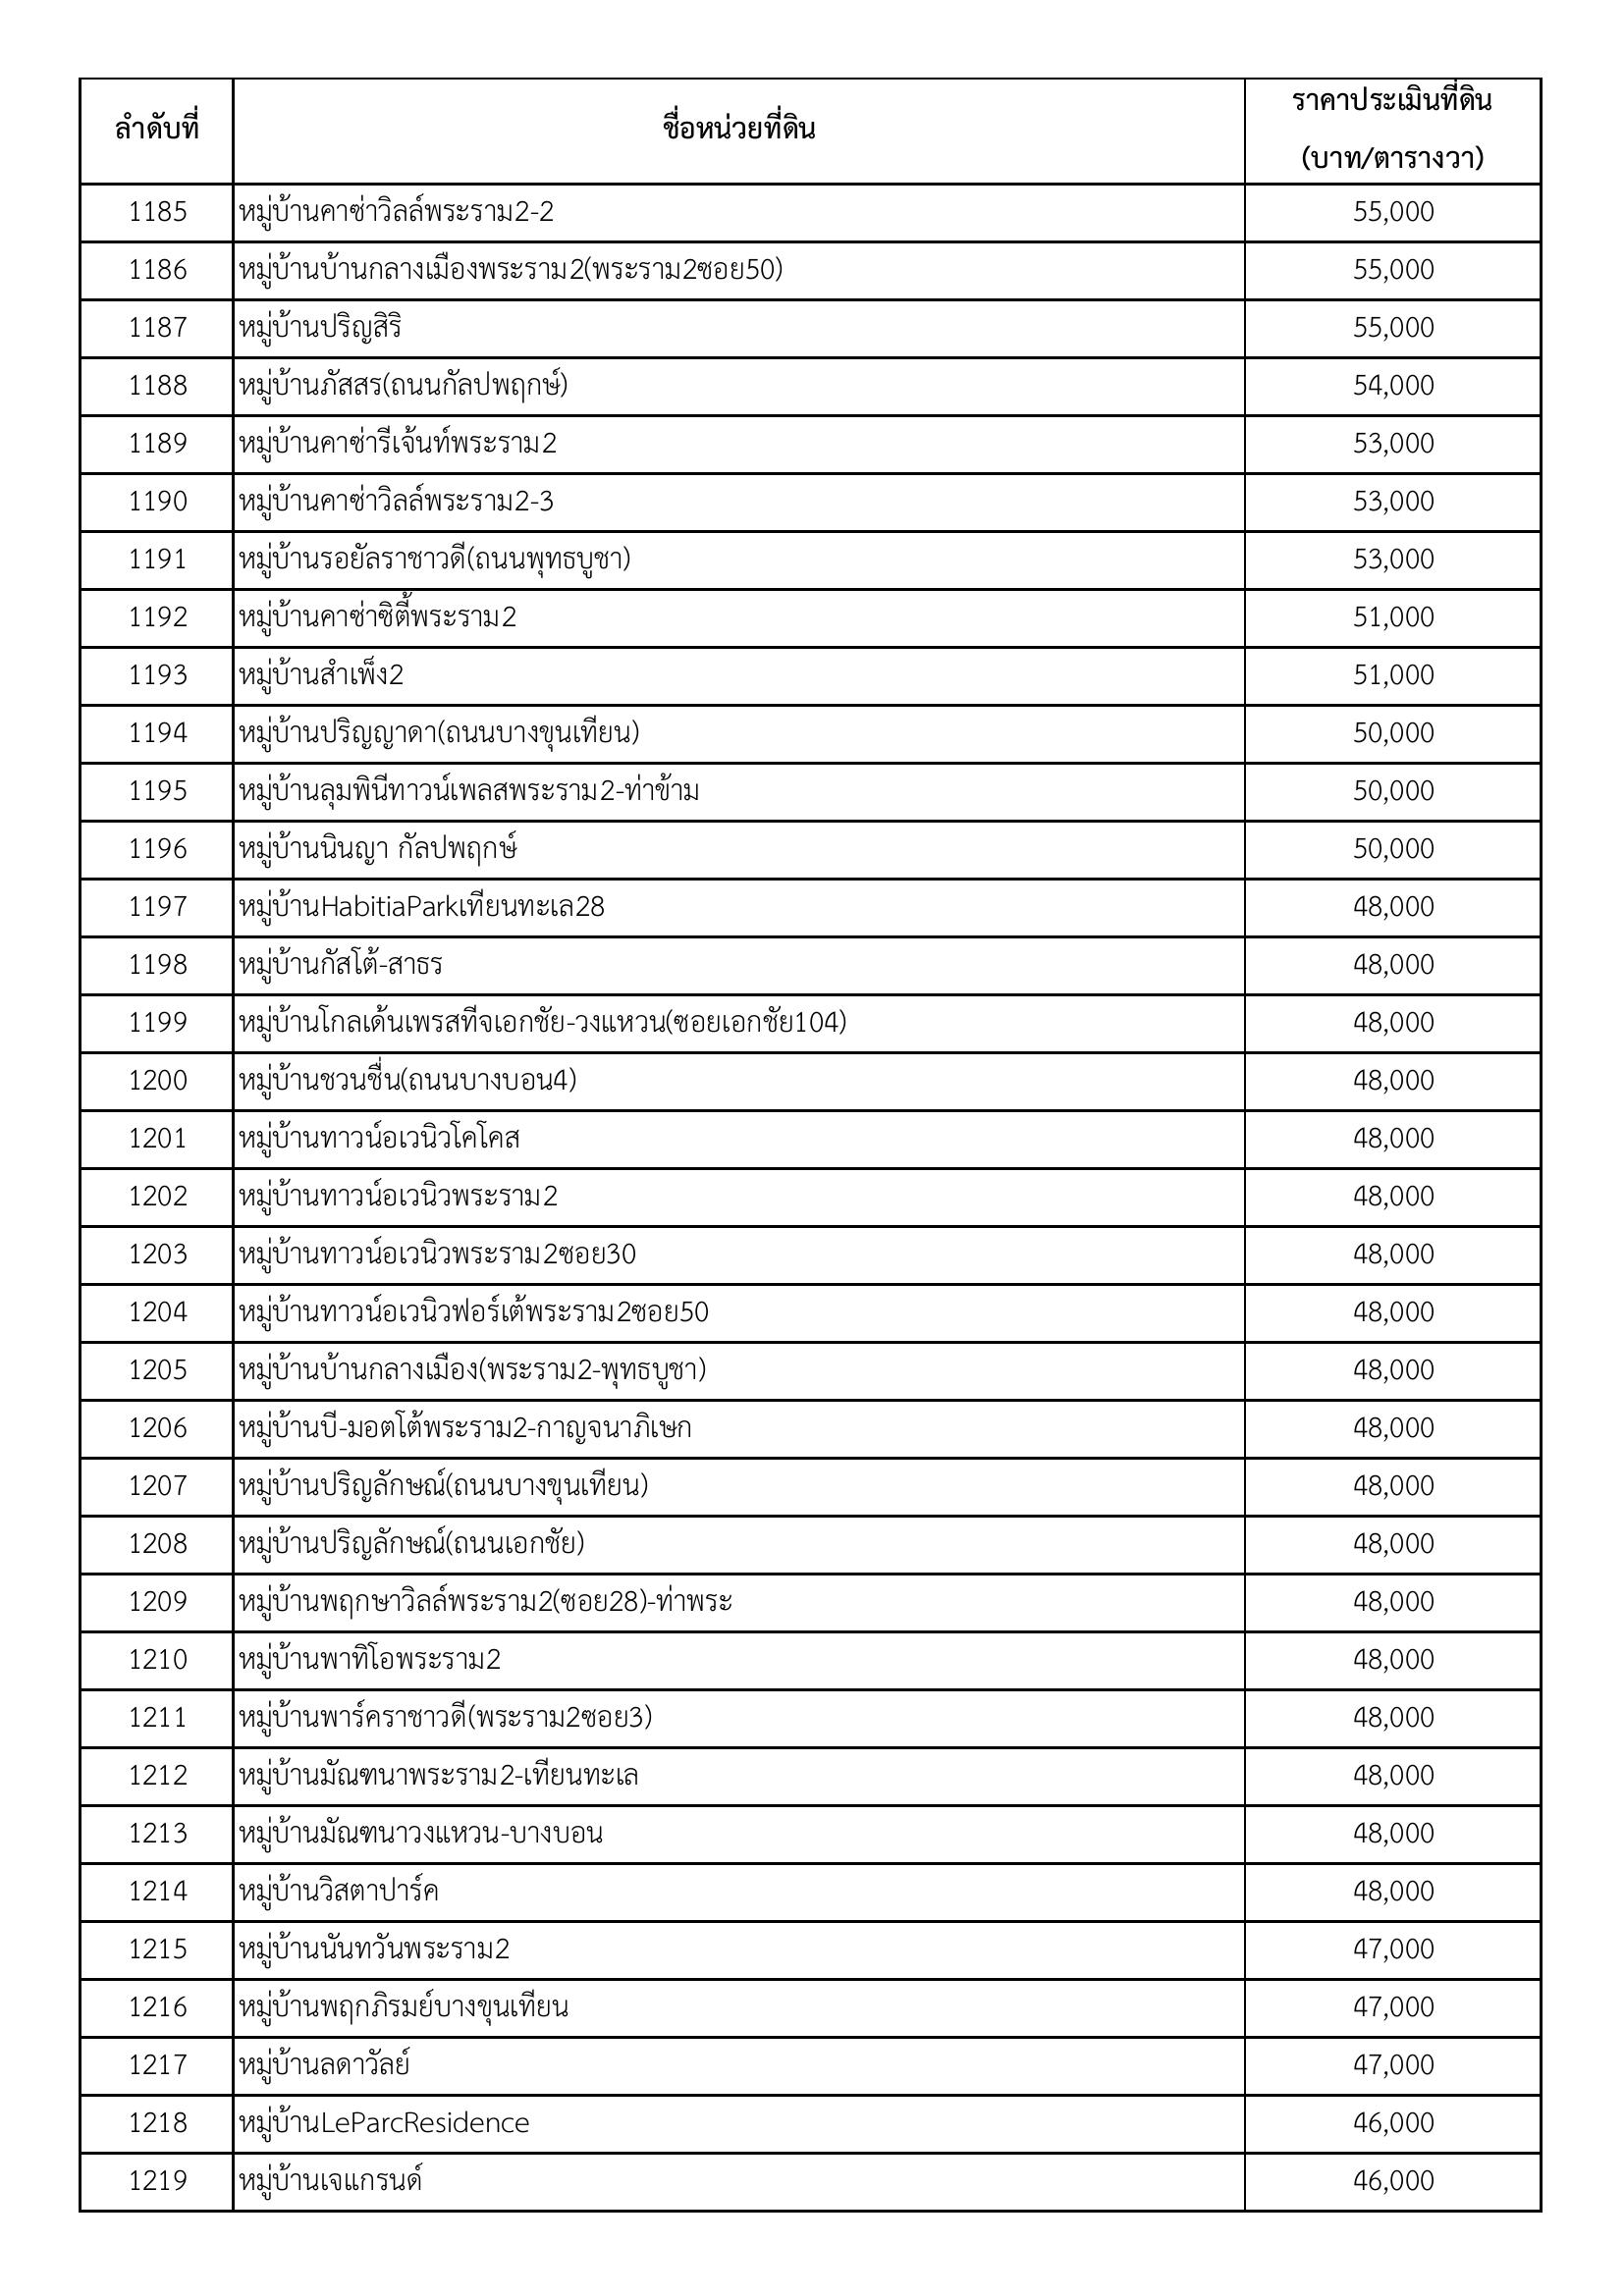 ลำดับที่ ชื่อหน่วยที่ดิน ราคาประเมินที่ดิน
(บาท/ตารางวา)
1185 หมู่บ้านคาซ่าวิลล์พระราม2-2 55,000
1186 หมู่บ้านบ้านกลางเมืองพระราม2(พระราม2ซอย50) 55,000
1187 หมู่บ้านปริญสิริ 55,000
1188 หมู่บ้านภัสสร(ถนนกัลปพฤกษ์) 54,000
1189 หมู่บ้านคาซ่ารีเจ้นท์พระราม2 53,000
1190 หมู่บ้านคาซ่าวิลล์พระราม2-3 53,000
1191 หมู่บ้านรอยัลราชาวดี(ถนนพุทธบูชา) 53,000
1192 หมู่บ้านคาซ่าซิตี้พระราม2 51,000
1193 หมู่บ้านสำเพ็ง2 51,000
1194 หมู่บ้านปริญญาดา(ถนนบางขุนเทียน) 50,000
1195 หมู่บ้านลุมพินีทาวน์เพลสพระราม2-ท่าข้าม 50,000
1196 หมู่บ้านนินญา กัลปพฤกษ์ 50,000
1197 หมู่บ้านHabitiaParkเทียนทะเล28 48,000
1198 หมู่บ้านกัสโต้-สาธร 48,000
1199 หมู่บ้านโกลเด้นเพรสทีจเอกชัย-วงแหวน(ซอยเอกชัย104) 48,000
1200 หมู่บ้านชวนชื่น(ถนนบางบอน4) 48,000
1201 หมู่บ้านทาวน์อเวนิวโคโคส 48,000
1202 หมู่บ้านทาวน์อเวนิวพระราม2 48,000
1203 หมู่บ้านทาวน์อเวนิวพระราม2ซอย30 48,000
1204 หมู่บ้านทาวน์อเวนิวฟอร์เต้พระราม2ซอย50 48,000
1205 หมู่บ้านบ้านกลางเมือง(พระราม2-พุทธบูชา) 48,000
1206 หมู่บ้านบี-มอตโต้พระราม2-กาญจนาภิเษก 48,000
1207 หมู่บ้านปริญลักษณ์(ถนนบางขุนเทียน) 48,000
1208 หมู่บ้านปริญลักษณ์(ถนนเอกชัย) 48,000
1209 หมู่บ้านพฤกษาวิลล์พระราม2(ซอย28)-ท่าพระ 48,000
1210 หมู่บ้านพาทิโอพระราม2 48,000
1211 หมู่บ้านพาร์คราชาวดี(พระราม2ซอย3) 48,000
1212 หมู่บ้านมัณฑนาพระราม2-เทียนทะเล 48,000
1213 หมู่บ้านมัณฑนาวงแหวน-บางบอน 48,000
1214 หมู่บ้านวิสตาปาร์ค 48,000
1215 หมู่บ้านนันทวันพระราม2 47,000
1216 หมู่บ้านพฤกภิรมย์บางขุนเทียน 47,000
1217 หมู่บ้านลดาวัลย์ 47,000
1218 หมู่บ้านLeParcResidence 46,000
1219 หมู่บ้านเจแกรนด์ 46,000